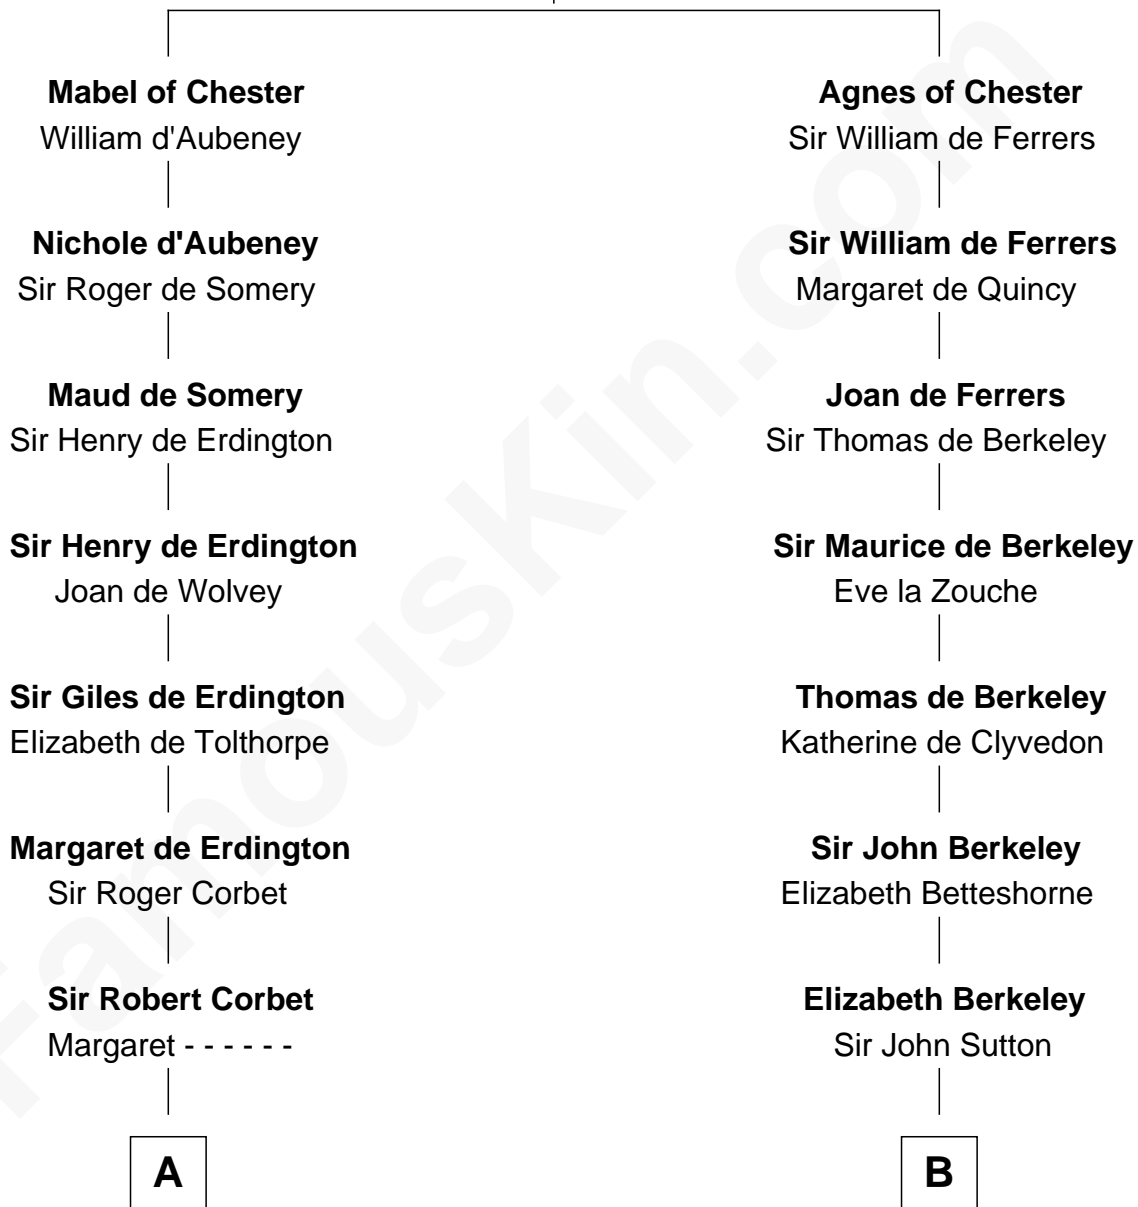 Mabel of Chester
William d'Aubeney
Nichole d'Aubeney
Sir Roger de Somery
Maud de Somery
Sir Henry de Erdington
Sir Henry de Erdington
Joan de Wolvey
Sir Giles de Erdington
Elizabeth de Tolthorpe
Margaret de Erdington
Sir Roger Corbet
Sir Robert Corbet
Margaret - - - - - -
A
Agnes of Chester
Sir William de Ferrers
Sir William de Ferrers
Margaret de Quincy
Joan de Ferrers
Sir Thomas de Berkeley
Sir Maurice de Berkeley
Eve la Zouche
Thomas de Berkeley
Katherine de Clyvedon
Sir John Berkeley
Elizabeth Betteshorne
Elizabeth Berkeley
Sir John Sutton
B
FamousKin.com